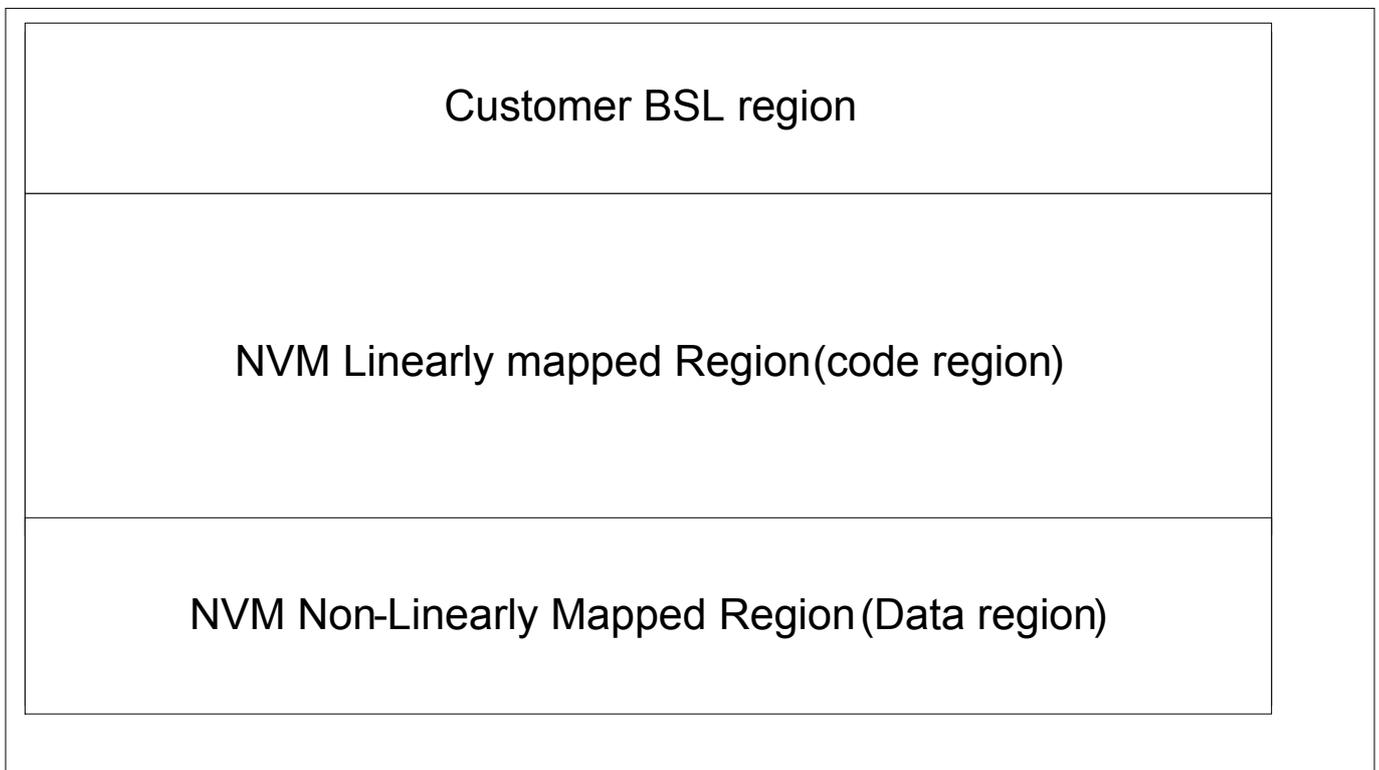 Customer BSL region
NVM Linearly mapped Region(code region)
NVM Non-Linearly Mapped Region(Data region)